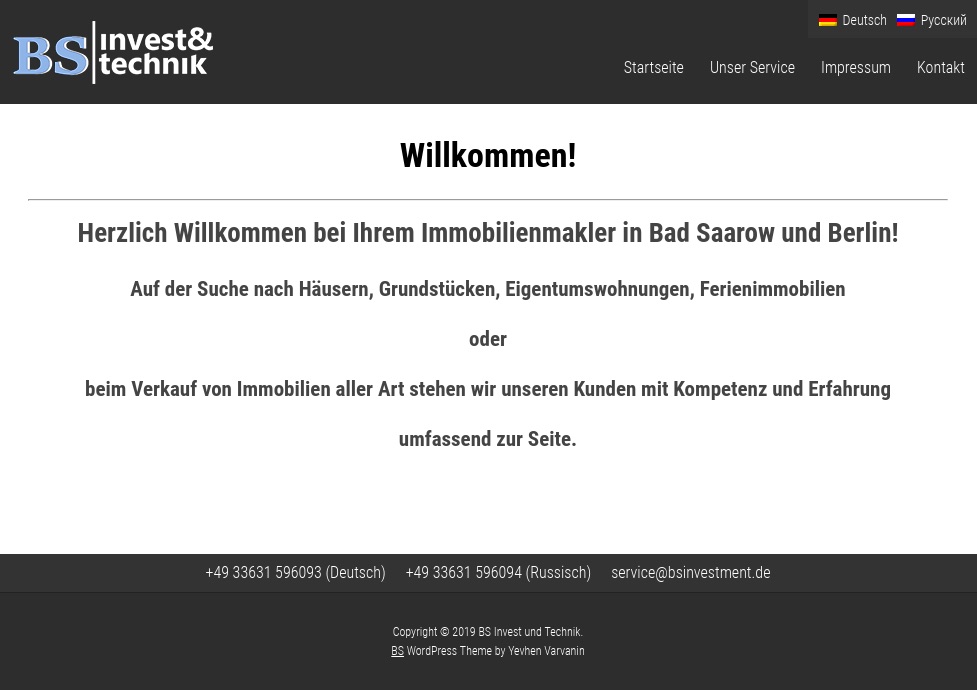 Deutsch Русский
BS invest&
technik
Startseite Unser Service Impressum Kontakt
Willkommen!
Herzlich Willkommen bei Ihrem Immobilienmakler in Bad Saarow und Berlin!
Auf der Suche nach Häusern, Grundstücken, Eigentumswohnungen, Ferienimmobilien
oder
beim Verkauf von Immobilien aller Art stehen wir unseren Kunden mit Kompetenz und Erfahrung
umfassend zur Seite.
+49 33631 596093 (Deutsch) +49 33631 596094 (Russisch) service@bsinvestment.de
Copyright © 2019 BS Invest und Technik.
BS WordPress Theme by Yevhen Varvanin